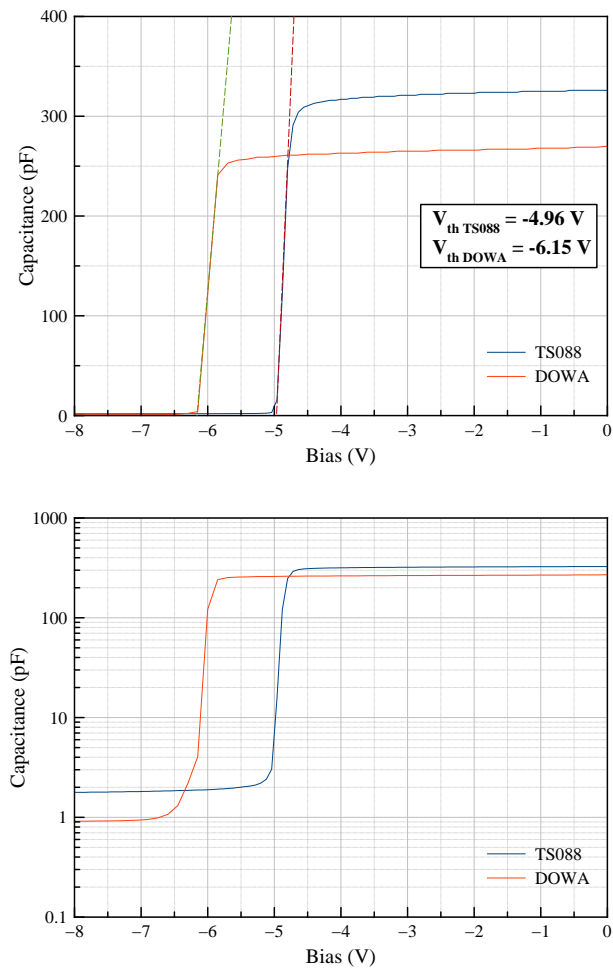 400
300
200
100
0
Capacitance (pF)
V_th TS088 = -4.96 V
V_th DOWA = -6.15 V
TS088
DOWA
−8 −7 −6 −5 −4 −3 −2 −1 0
Bias (V)
1000
100
10
1
0.1
Capacitance (pF)
TS088
DOWA
−8 −7 −6 −5 −4 −3 −2 −1 0
Bias (V)